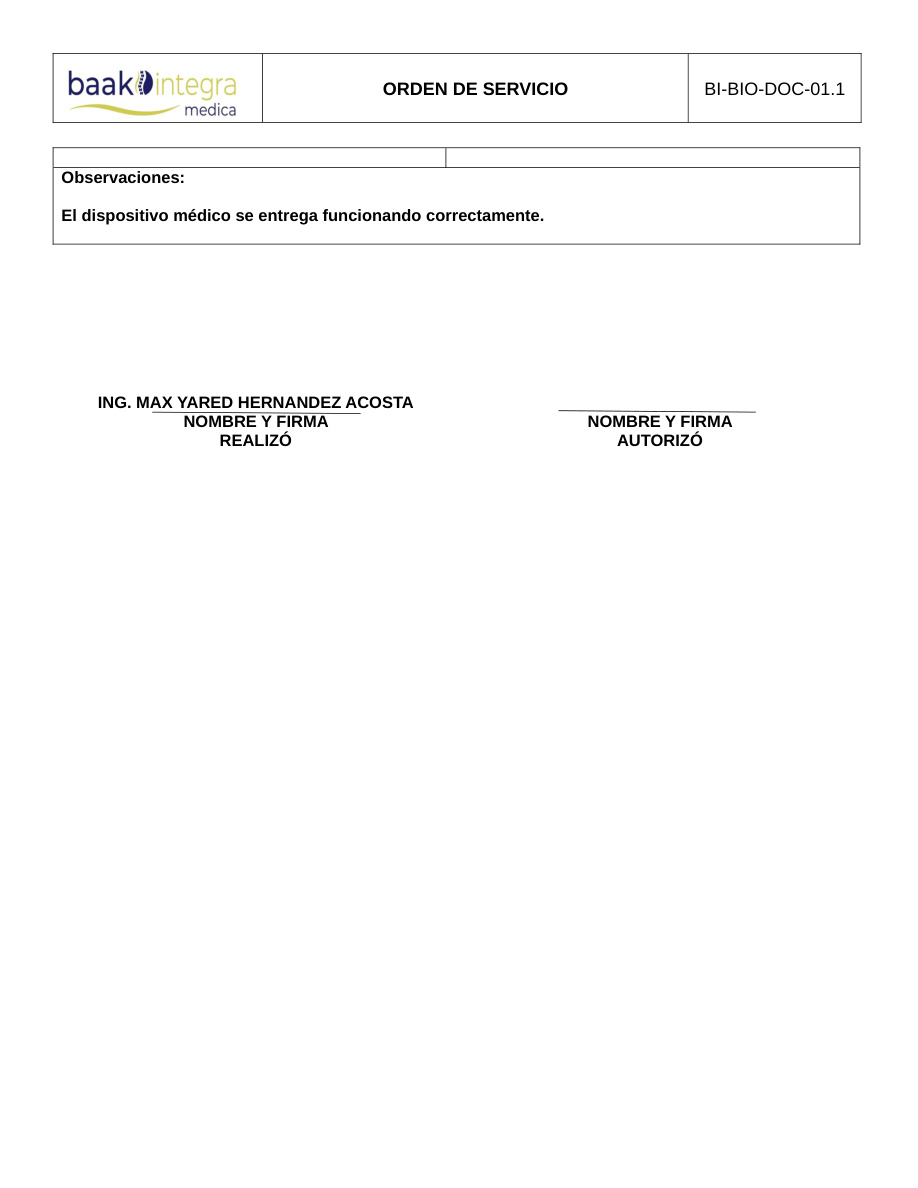 baak integra
medica
ORDEN DE SERVICIO
BI-BIO-DOC-01.1
Observaciones:
El dispositivo médico se entrega funcionando correctamente.
ING. MAX YARED HERNANDEZ ACOSTA
NOMBRE Y FIRMA
REALIZÓ
NOMBRE Y FIRMA
AUTORIZÓ